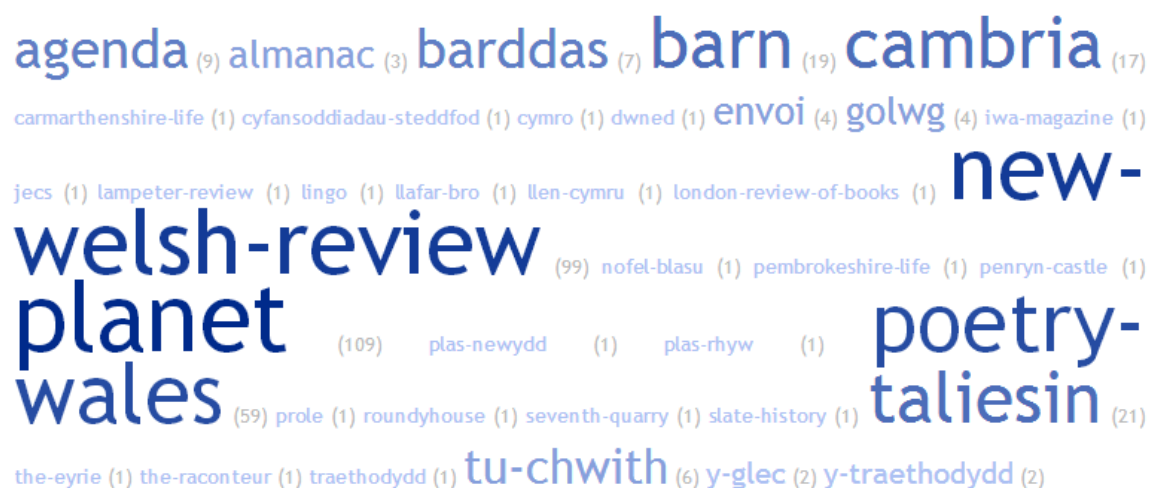 agenda (9) almanac (3) barddas (7) barn (19) cambria (17)
carmarthenshire-life (1) cyfansoddiadau-steddfod (1) cymro (1) dwned (1) envoi (4) golwg (4) iwa-magazine (1)
jecs (1) lampeter-review (1) lingo (1) llafar-bro (1) llen-cymru (1) london-review-of-books (1) new-
welsh-review (99) nofel-blasu (1) pembrokeshire-life (1) penryn-castle (1)
planet (109) plas-newydd (1) plas-rhyw (1) poetry-
wales (59) prole (1) roundyhouse (1) seventh-quarry (1) slate-history (1) taliesin (21)
the-eyrie (1) the-raconteur (1) traethodydd (1) tu-chwith (6) y-glec (2) y-traethodydd (2)